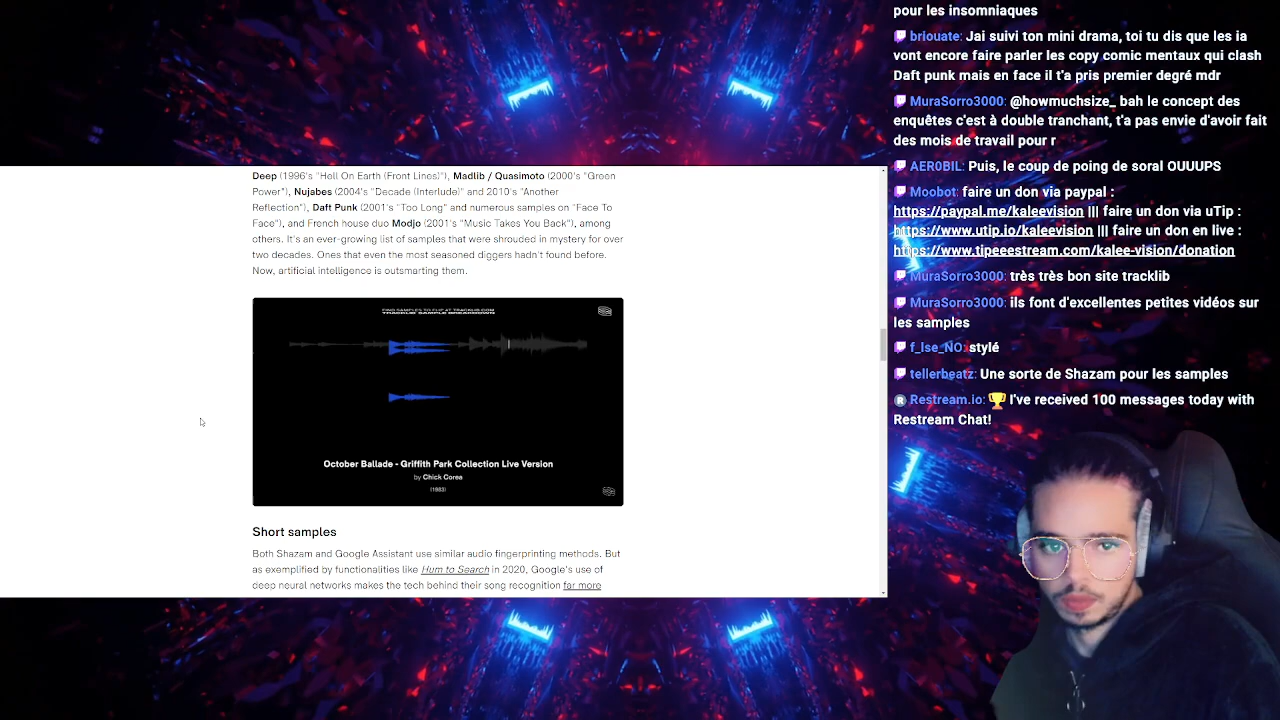 Deep (1996's "Hell On Earth (Front Lines)"), Madlib / Quasimoto (2000's "Green
Power"), Nujabes (2004's "Decade (Interlude)" and 2010's "Another
Reflection"), Daft Punk (2001's "Too Long" and numerous samples on "Face To
Face"), and French house duo Modjo (2001's "Music Takes You Back"), among
others. It's an ever-growing list of samples that were shrouded in mystery for over
two decades. Ones that even the most seasoned diggers hadn't found before.
Now, artificial intelligence is outsmarting them.
FIND SAMPLES TO CLEAR AT TRACKLIB.COM
TRACKLIB SAMPLE BREAKDOWN
October Ballade - Griffith Park Collection Live Version
by Chick Corea
(1983)
Short samples
Both Shazam and Google Assistant use similar audio fingerprinting methods. But
as exemplified by functionalities like Hum to Search in 2020, Google's use of
deep neural networks makes the tech behind their song recognition far more
pour les insomniaques
briouate: Jai suivi ton mini drama, toi tu dis que les ia
vont encore faire parler les copy comic mentaux qui clash
Daft punk mais en face il t'a pris premier degré mdr
MuraSorro3000: @howmuchsize_ bah le concept des
enquêtes c'est à double tranchant, t'a pas envie d'avoir fait
des mois de travail pour r
AER0BIL: Puis, le coup de poing de soral OUUUPS
Moobot: faire un don via paypal :
https://paypal.me/kaleevision ||| faire un don via uTip :
https://www.utip.io/kaleevision ||| faire un don en live :
https://www.tipeeestream.com/kalee-vision/donation
MuraSorro3000: très très bon site tracklib
MuraSorro3000: ils font d'excellentes petites vidéos sur
les samples
f_lse_NO: stylé
tellerbeatz: Une sorte de Shazam pour les samples
R Restream.io: 🏆 I've received 100 messages today with
Restream Chat!